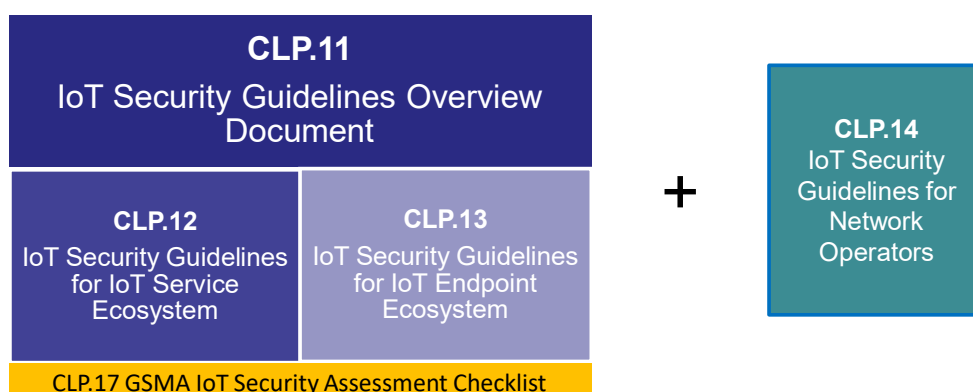 CLP.11
IoT Security Guidelines Overview
Document
CLP.12
IoT Security Guidelines
for IoT Service
Ecosystem
CLP.13
IoT Security Guidelines
for IoT Endpoint
Ecosystem
CLP.17 GSMA IoT Security Assessment Checklist
+
CLP.14
IoT Security
Guidelines for
Network
Operators